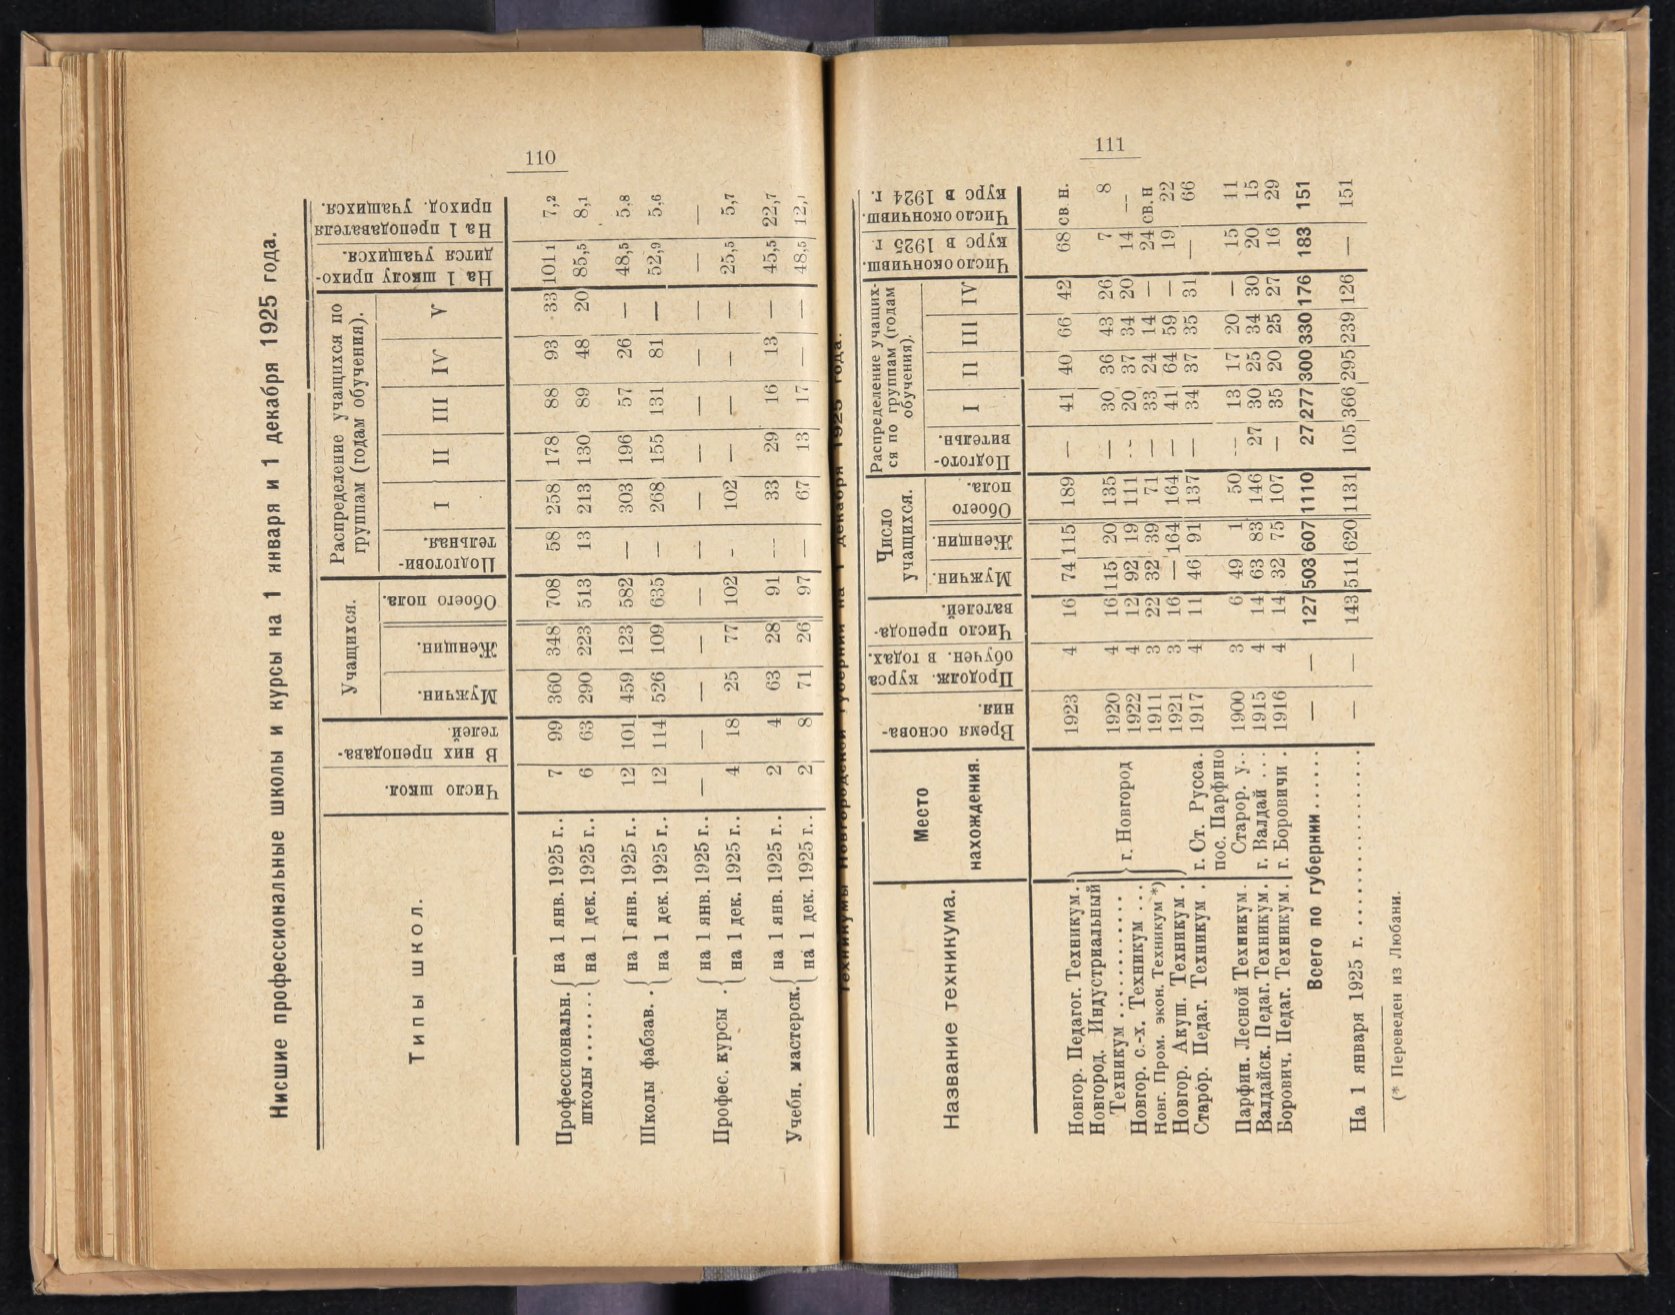 110
Нисшие профессиональные школы и курсы на 1 января и 1 декабря 1925 года.
Типы школ.
Число школ.
В них преподава-
телей.
Учащихся.
Мужчин.
Женщин.
Обоего пола.
Распределение учащихся по
группам (годам обучения).
Подготови-
тельная.
I
II
III
IV
V
На 1 школу прихо-
дится учащихся.
На 1 преподавателя
приход. учащихся.
Профессиональн. { на 1 янв. 1925 г.. 7 99 360 348 708 58 258 178 88 93 33 101,1 7,2
школы . . . . . . . { на 1 дек. 1925 г.. 6 63 290 223 513 13 213 130 89 48 20 85,5 8,1
Школы фабзав. . { на 1 янв. 1925 г.. 12 101 459 123 582 — 303 196 57 26 — 48,5 5,8
{ на 1 дек. 1925 г.. 12 114 526 109 635 — 268 155 131 81 — 52,9 5,6
Профес. курсы . { на 1 янв. 1925 г.. — — — — — — — — — — — — —
{ на 1 дек. 1925 г.. 4 18 25 77 102 - 102 — — — — 25,5 5,7
Учебн. мастерск. { на 1 янв. 1925 г.. 2 4 63 28 91 — 33 29 16 13 — 45,5 22,7
{ на 1 дек. 1925 г.. 2 8 71 26 97 — 67 13 17 — — 48,5 12,1
111
Техникумы Новгородской губернии на 1 декабря 1925 года.
Название техникума.
Место
нахождения.
Время основа-
ния.
Продолж. курса
обучен. в годах.
Число препода-
вателей.
Число
учащихся.
Мужчин.
Женщин.
Обоего
пола.
Распределение учащих-
ся по группам (годам
обучения).
Подгото-
вительн.
I
II
III
IV
Число окончивш.
курс в 1925 г
Число окончивш.
курс в 1924 г.
Новгор. Педагог. Техникум. 1923 4 16 74 115 189 — 41 40 66 42 68 св. н.
Новгород. Индустриальный
Техникум . . . . . . . . . . 1920 4 16 115 20 135 — 30 36 43 26 7 8
Новгор. с.-х. Техникум . . . г. Новгород 1922 4 12 92 19 111 -- 20 37 34 20 14 —
Новг. Пром. экон. Техникум *) 1911 3 22 32 39 71 — 33 24 14 — 24 св. н
Новгор. Акуш. Техникум . 1921 3 16 — 164 164 — 41 64 59 — 19 22
Старор. Педаг. Техникум . г. Ст. Русса. 1917 4 11 46 91 137 — 34 37 35 31 — 66
пос. Парфино
Парфин. Лесной Техникум. Старор. у.. 1900 3 6 49 1 50 — 13 17 20 — 15 11
Валдайск. Педаг. Техникум. г. Валдай . . . 1915 4 14 63 83 146 27 30 25 34 30 20 15
Борович. Педаг. Техникум. г. Боровичи . 1916 4 14 32 75 107 — 35 20 25 27 16 29
Всего по губернии...... — — 127 503 607 1110 27 277 300 330 176 183 151
На 1 января 1925 г. . . . . . . . . . . . . . . . — — 143 511 620 1131 105 366 295 239 126 — 151
(* Переведен из Любани.